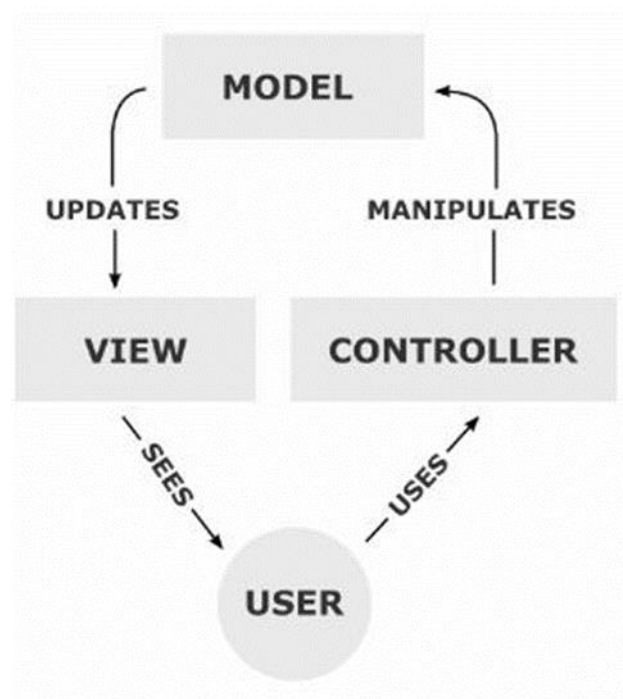 MODEL
UPDATES
MANIPULATES
VIEW
CONTROLLER
SEES
USES
USER